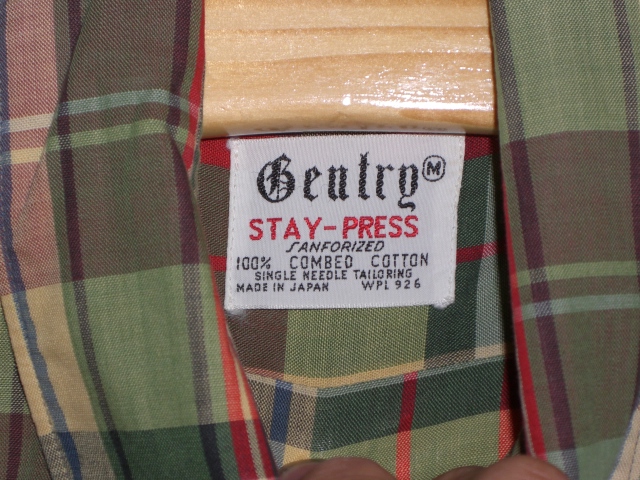 Gentry M
STAY-PRESS
SANFORIZED
100% COMBED COTTON
SINGLE NEEDLE TAILORING
MADE IN JAPAN WPL 926